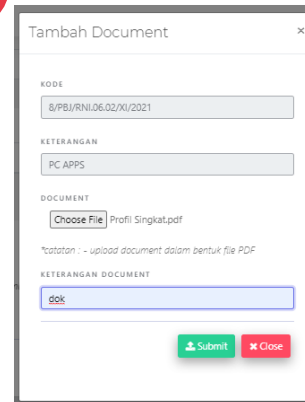 Tambah Document
×
KODE
8/PBJ/RNI.06.02/XI/2021
KETERANGAN
PC APPS
DOCUMENT
Choose File Profil Singkat.pdf
*catatan : - upload document dalam bentuk file PDF
KETERANGAN DOCUMENT
dok
Submit × Close